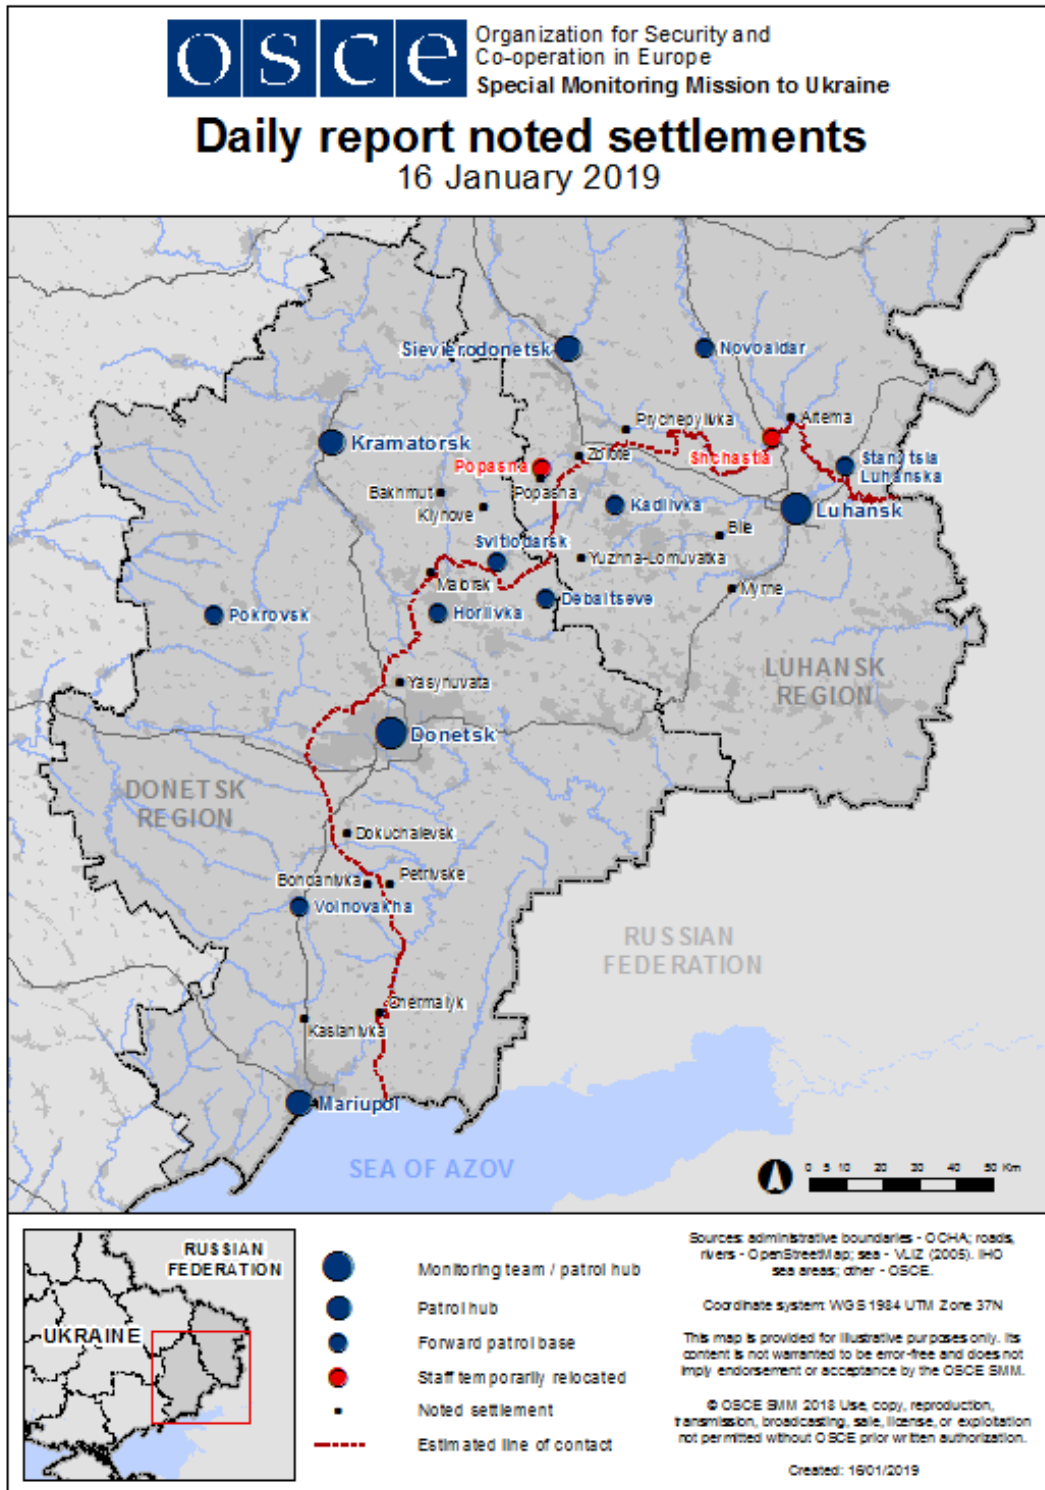 OSCE
Organization for Security and
Co-operation in Europe
Special Monitoring Mission to Ukraine
Daily report noted settlements
16 January 2019
Sievierodonetsk
Novoaidar
Prychepylivka
Artema
Kramatorsk
Zolote
Shchastia
Popasna
Stanytsia
Luhanska
Bakhmut
Popasna
Klynove
Kadiivka
Luhansk
Bile
Svitlodarsk
Yuzhna-Lomuvatka
Maiorsk
Myrne
Debaltseve
Pokrovsk
Horlivka
LUHANSK
REGION
Yasynuvata
Donetsk
DONETSK
REGION
Dokuchaievsk
Bohdanivka
Petrivske
Volnovakha
RUSSIAN
FEDERATION
Chermalyk
Kasianivka
Mariupol
SEA OF AZOV
0 5 10 20 30 40 50 Km
RUSSIAN
FEDERATION
UKRAINE
Monitoring team / patrol hub
Patrol hub
Forward patrol base
Staff temporarily relocated
Noted settlement
Estimated line of contact
Sources: administrative boundaries - OCHA; roads,
rivers - OpenStreetMap; sea - VLIZ (2005). IHO
sea areas; other - OSCE.
Coordinate system: WGS 1984 UTM Zone 37N
This map is provided for illustrative purposes only. Its
content is not warranted to be error-free and does not
imply endorsement or acceptance by the OSCE SMM.
© OSCE SMM 2018 Use, copy, reproduction,
transmission, broadcasting, sale, license, or exploitation
not permitted without OSCE prior written authorization.
Created: 16/01/2019